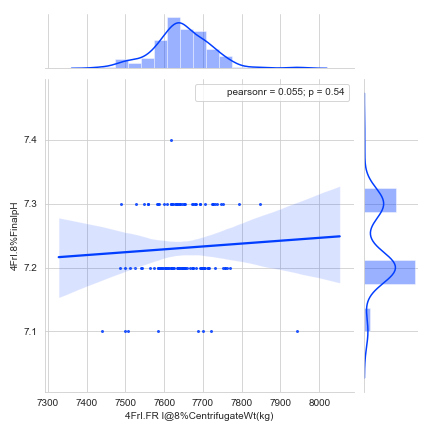 pearsonr = 0.055; p = 0.54
7.4
7.3
7.2
7.1
4FrI.8%FinalpH
7300 7400 7500 7600 7700 7800 7900 8000
4FrI.FR I@8%CentrifugateWt(kg)